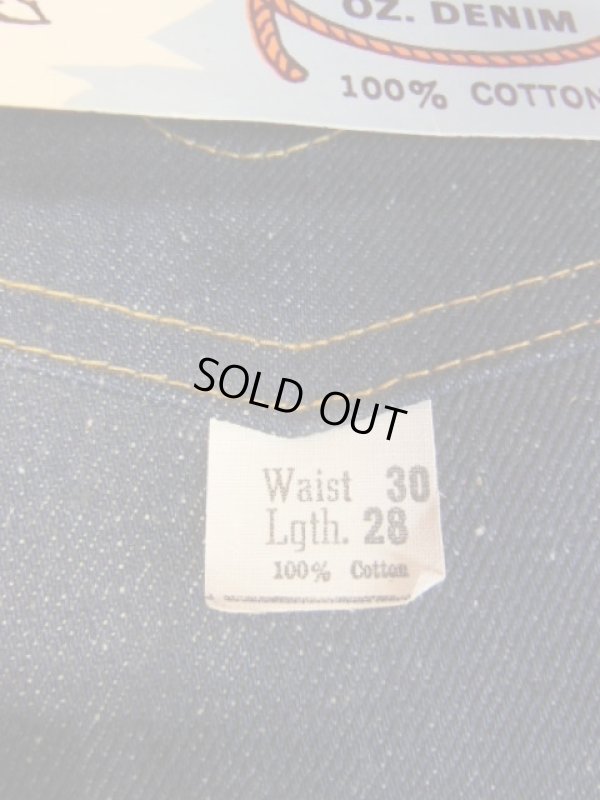 OZ. DENIM
100% COTTON
SOLD OUT
Waist 30
Lgth. 28
100% Cotton